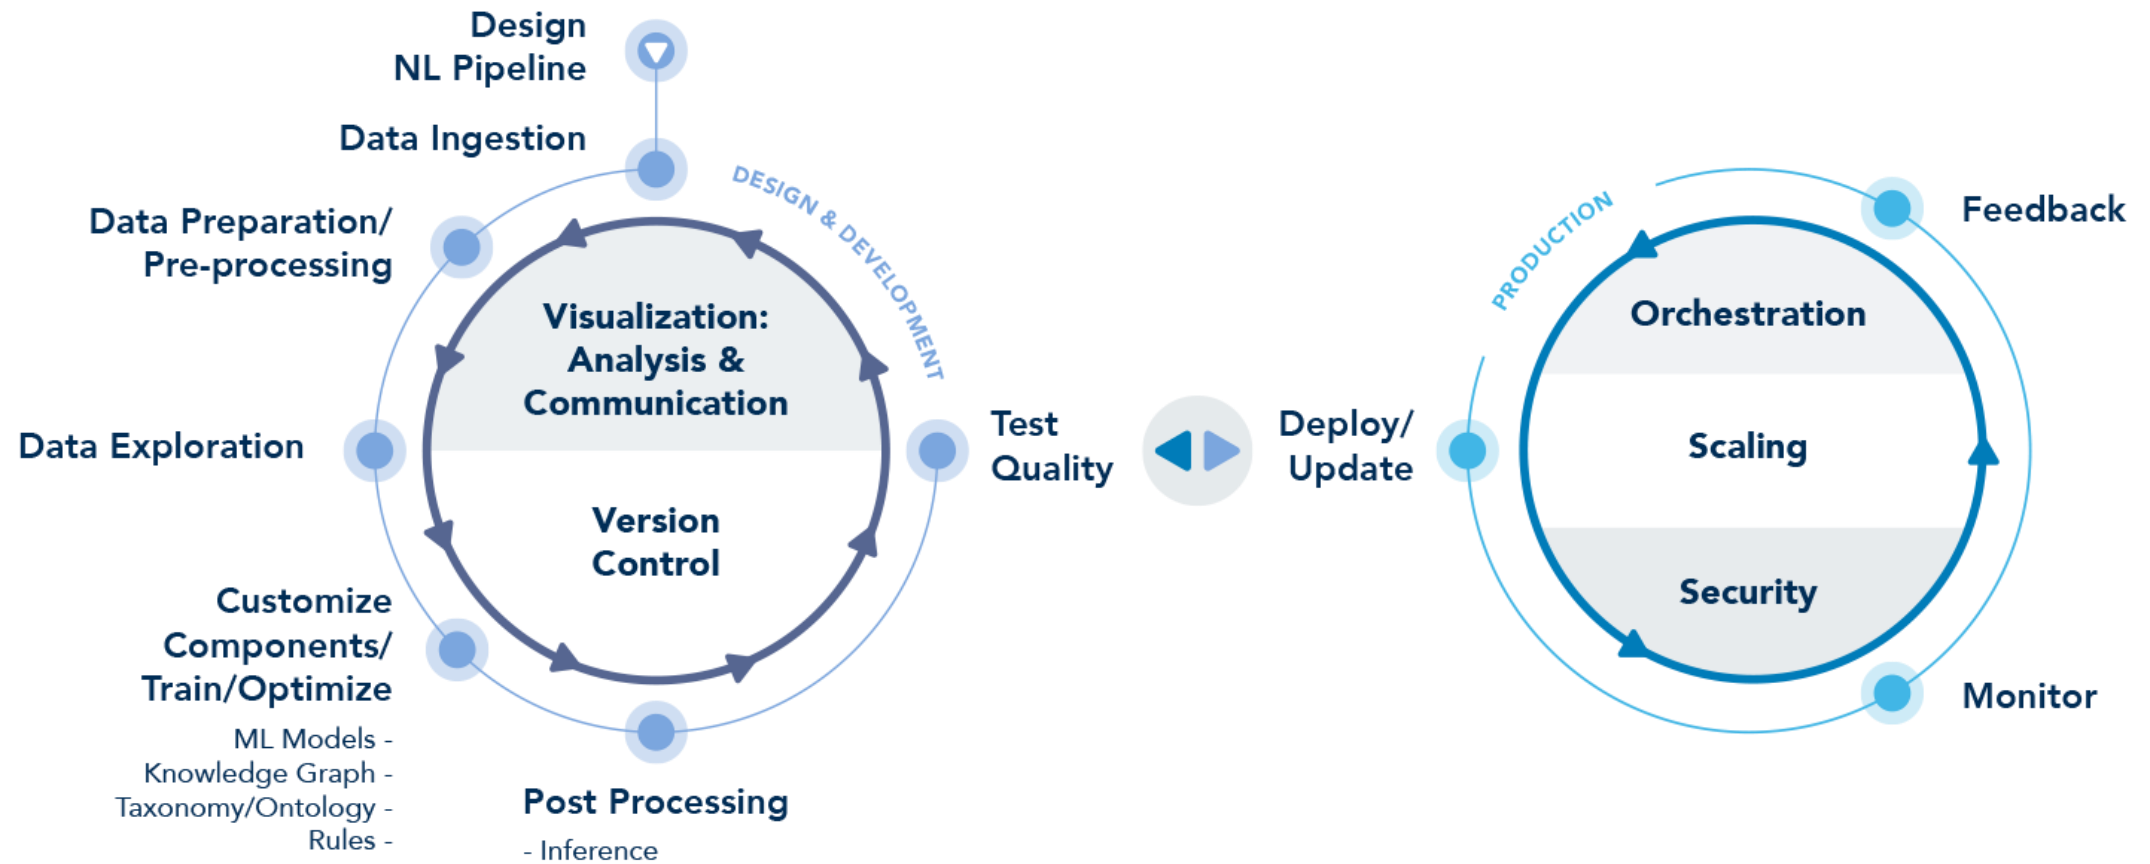 Design
NL Pipeline
Data Ingestion
Data Preparation/
Pre-processing
Data Exploration
Customize
Components/
Train/Optimize
ML Models -
Knowledge Graph -
Taxonomy/Ontology -
Rules -
Post Processing
- Inference
Test
Quality
DESIGN & DEVELOPMENT
Visualization:
Analysis &
Communication
Version
Control
Deploy/
Update
PRODUCTION
Feedback
Monitor
Orchestration
Scaling
Security